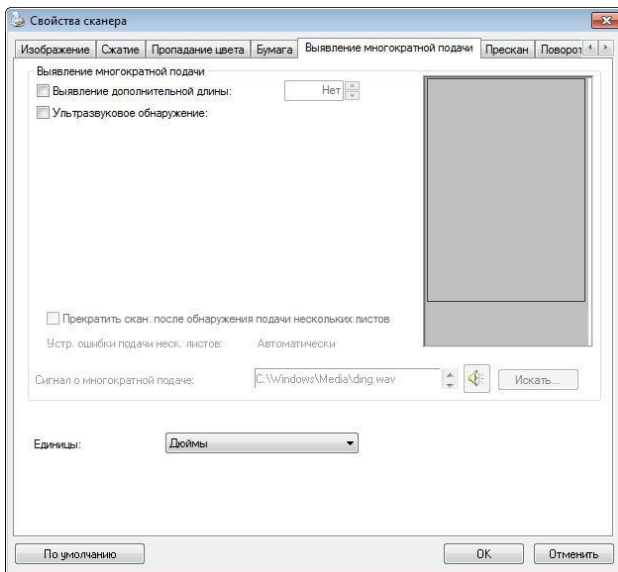 Свойства сканера
Изображение Сжатие Пропадание цвета Бумага Выявление многократной подачи Прескан Поворот
Выявление многократной подачи
Выявление дополнительной длины: Нет
Ультразвуковое обнаружение:
Прекратить скан. после обнаружения подачи нескольких листов
Устр. ошибки подачи неск. листов: Автоматически
Сигнал о многократной подаче: C:\Windows\Media\ding.wav Искать...
Единицы: Дюймы
По умолчанию OK Отменить